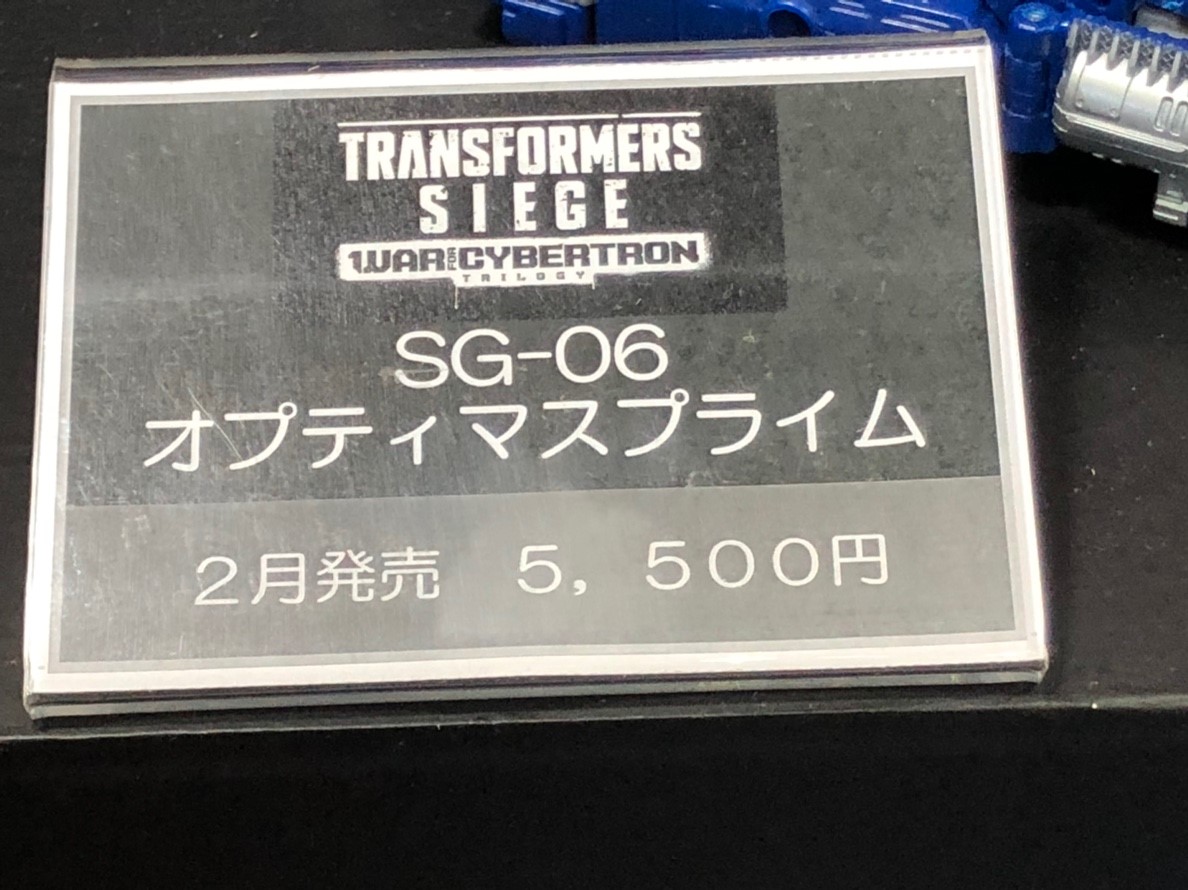 TRANSFORMERS
SIEGE
WAR FOR CYBERTRON
TRILOGY
SG-06
オプティマスプライム
２月発売　５，５００円